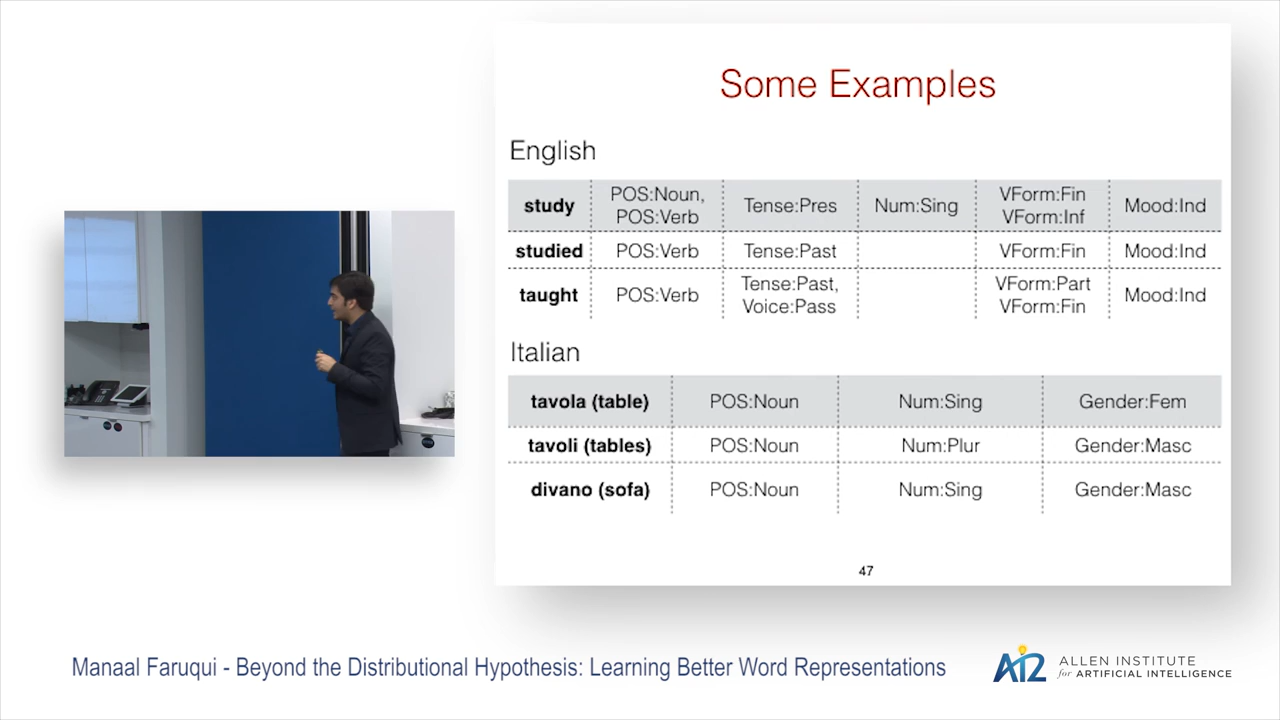 Some Examples
English
study POS:Noun, POS:Verb Tense:Pres Num:Sing VForm:Fin VForm:Inf Mood:Ind
studied POS:Verb Tense:Past VForm:Fin Mood:Ind
taught POS:Verb Tense:Past, Voice:Pass VForm:Part VForm:Fin Mood:Ind
Italian
tavola (table) POS:Noun Num:Sing Gender:Fem
tavoli (tables) POS:Noun Num:Plur Gender:Masc
divano (sofa) POS:Noun Num:Sing Gender:Masc
47
Manaal Faruqui - Beyond the Distributional Hypothesis: Learning Better Word Representations
AI2 ALLEN INSTITUTE
for ARTIFICIAL INTELLIGENCE